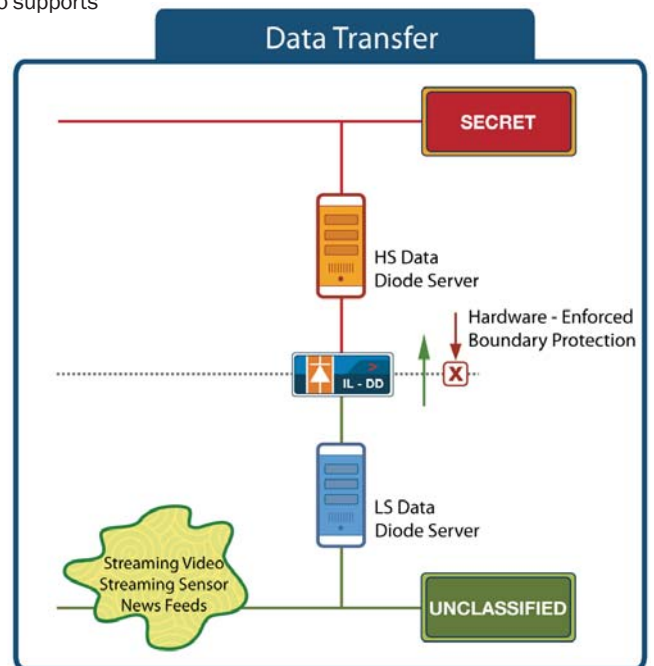 supports
Data Transfer
SECRET
HS Data
Diode Server
Hardware - Enforced
Boundary Protection
X
IL - DD
LS Data
Diode Server
Streaming Video
Streaming Sensor
News Feeds
UNCLASSIFIED